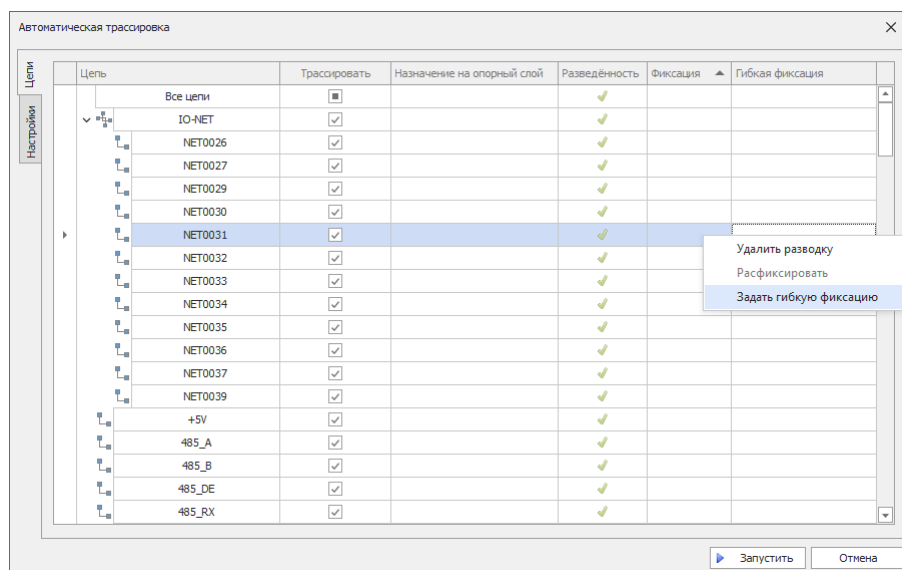 Автоматическая трассировка
Цепи
Настройки
Цепь Трассировать Назначение на опорный слой Разведённость Фиксация Гибкая фиксация
Все цепи
IO-NET
NET0026
NET0027
NET0029
NET0030
NET0031
NET0032
NET0033
NET0034
NET0035
NET0036
NET0037
NET0039
+5V
485_A
485_B
485_DE
485_RX
Удалить разводку
Расфиксировать
Задать гибкую фиксацию
Запустить Отмена